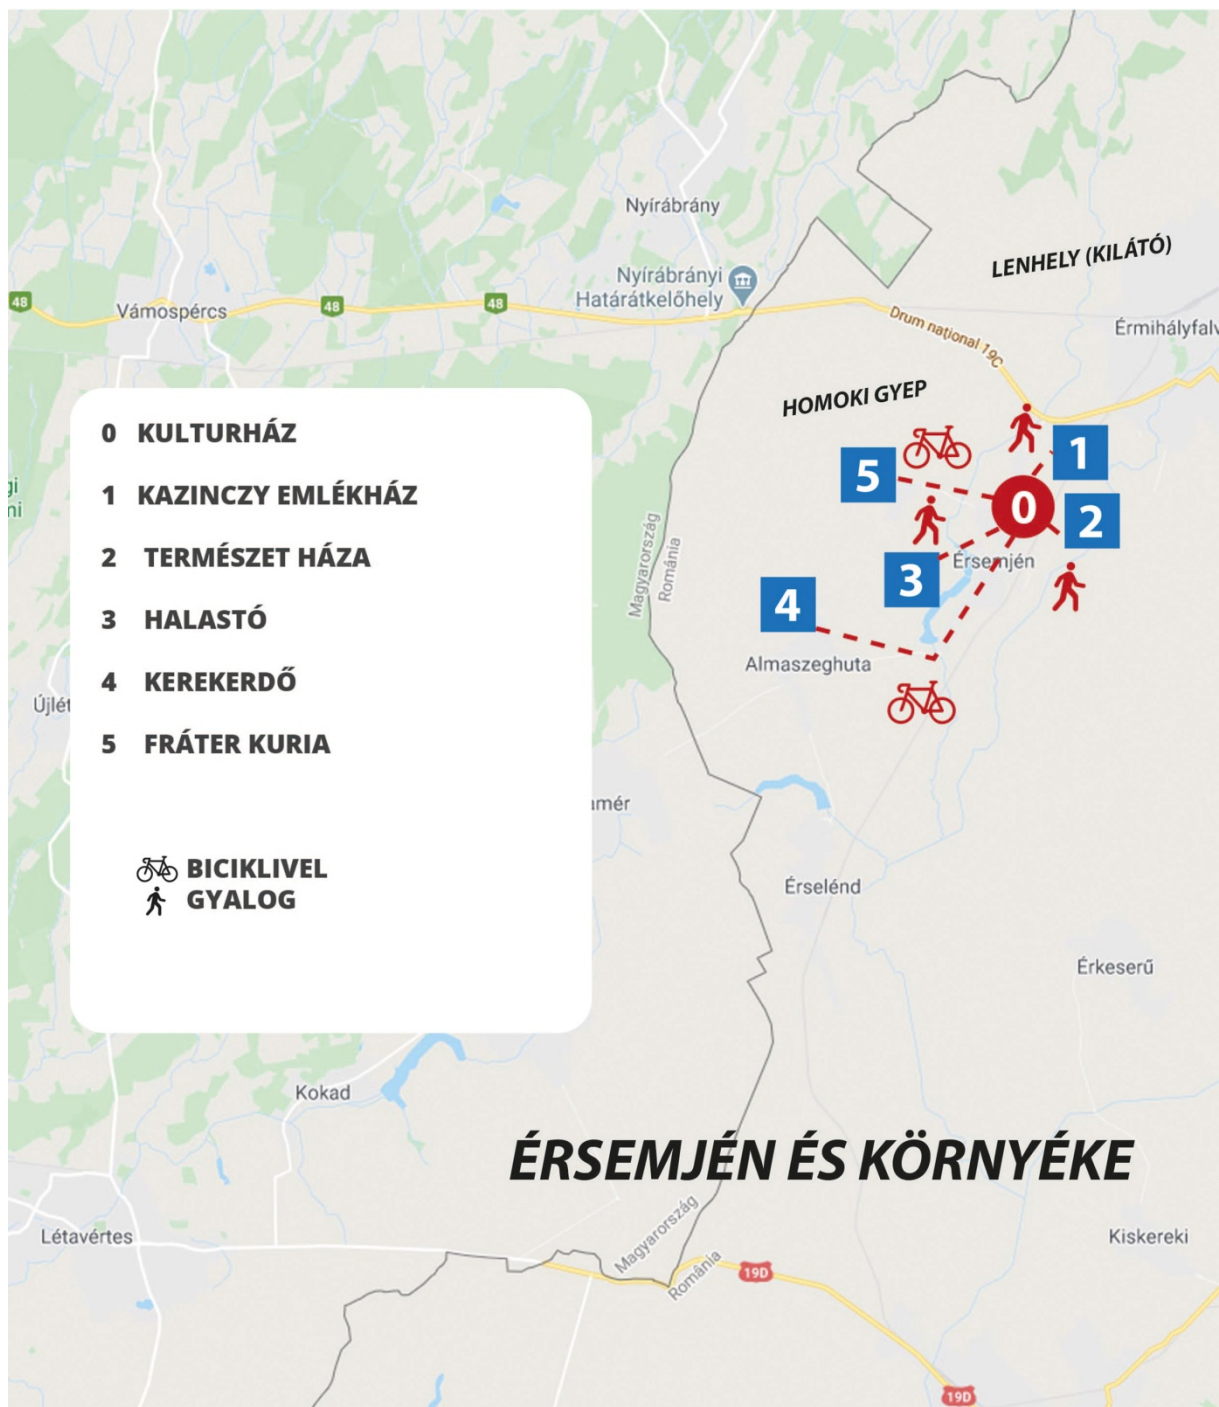 Nyírábrány
LENHELY (KILÁTÓ)
Nyírábrányi
Határátkelőhely
48
48
48
Vámospércs
Drum național 19C
Érmihályfalv
HOMOKI GYEP
0 KULTURHÁZ
1 KAZINCZY EMLÉKHÁZ
2 TERMÉSZET HÁZA
3 HALASTÓ
4 KEREKERDŐ
5 FRÁTER KURIA
BICIKLIVEL
GYALOG
1
5
0
2
Érsemjén
3
4
Almaszeghuta
Magyarország
România
Újlét
amér
Érselénd
Érkeserű
Kokad
ÉRSEMJÉN ÉS KÖRNYÉKE
Létavértes
Magyarország
România
Kiskereki
19D
19D